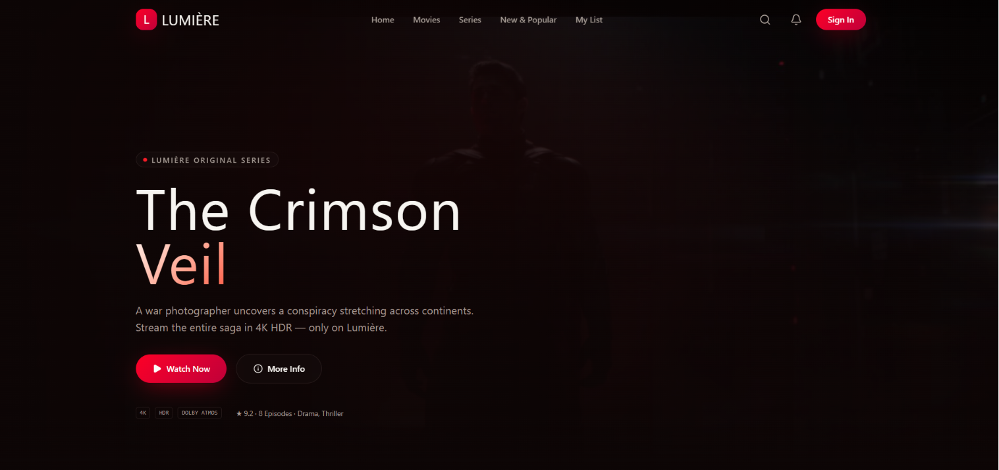 L LUMIÈRE
Home Movies Series New & Popular My List
Sign In
LUMIÈRE ORIGINAL SERIES
The Crimson
Veil
A war photographer uncovers a conspiracy stretching across continents.
Stream the entire saga in 4K HDR — only on Lumière.
Watch Now More Info
4K HDR DOLBY ATMOS ★ 9.2 · 8 Episodes · Drama, Thriller